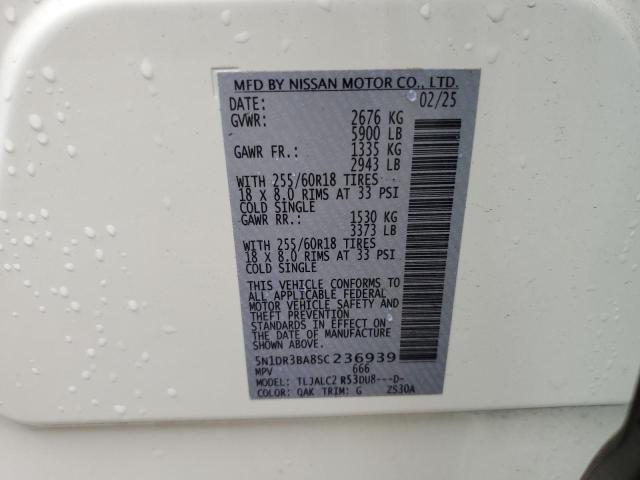 MFD BY NISSAN MOTOR CO., LTD.
DATE: 02/25
GVWR: 2676 KG
5900 LB
GAWR FR.: 1335 KG
2943 LB
WITH 255/60R18 TIRES
18 X 8.0 RIMS AT 33 PSI
COLD SINGLE
GAWR RR.: 1530 KG
3373 LB
WITH 255/60R18 TIRES
18 X 8.0 RIMS AT 33 PSI
COLD SINGLE
THIS VEHICLE CONFORMS TO
ALL APPLICABLE FEDERAL
MOTOR VEHICLE SAFETY AND
THEFT PREVENTION
STANDARDS IN EFFECT ON
THE DATE OF MANUFACTURE
SHOWN ABOVE.
5N1DR3BA8SC236939
MPV 666
MODEL: TLJALC2 R53DU8---D-
COLOR: QAK TRIM: G ZS30A